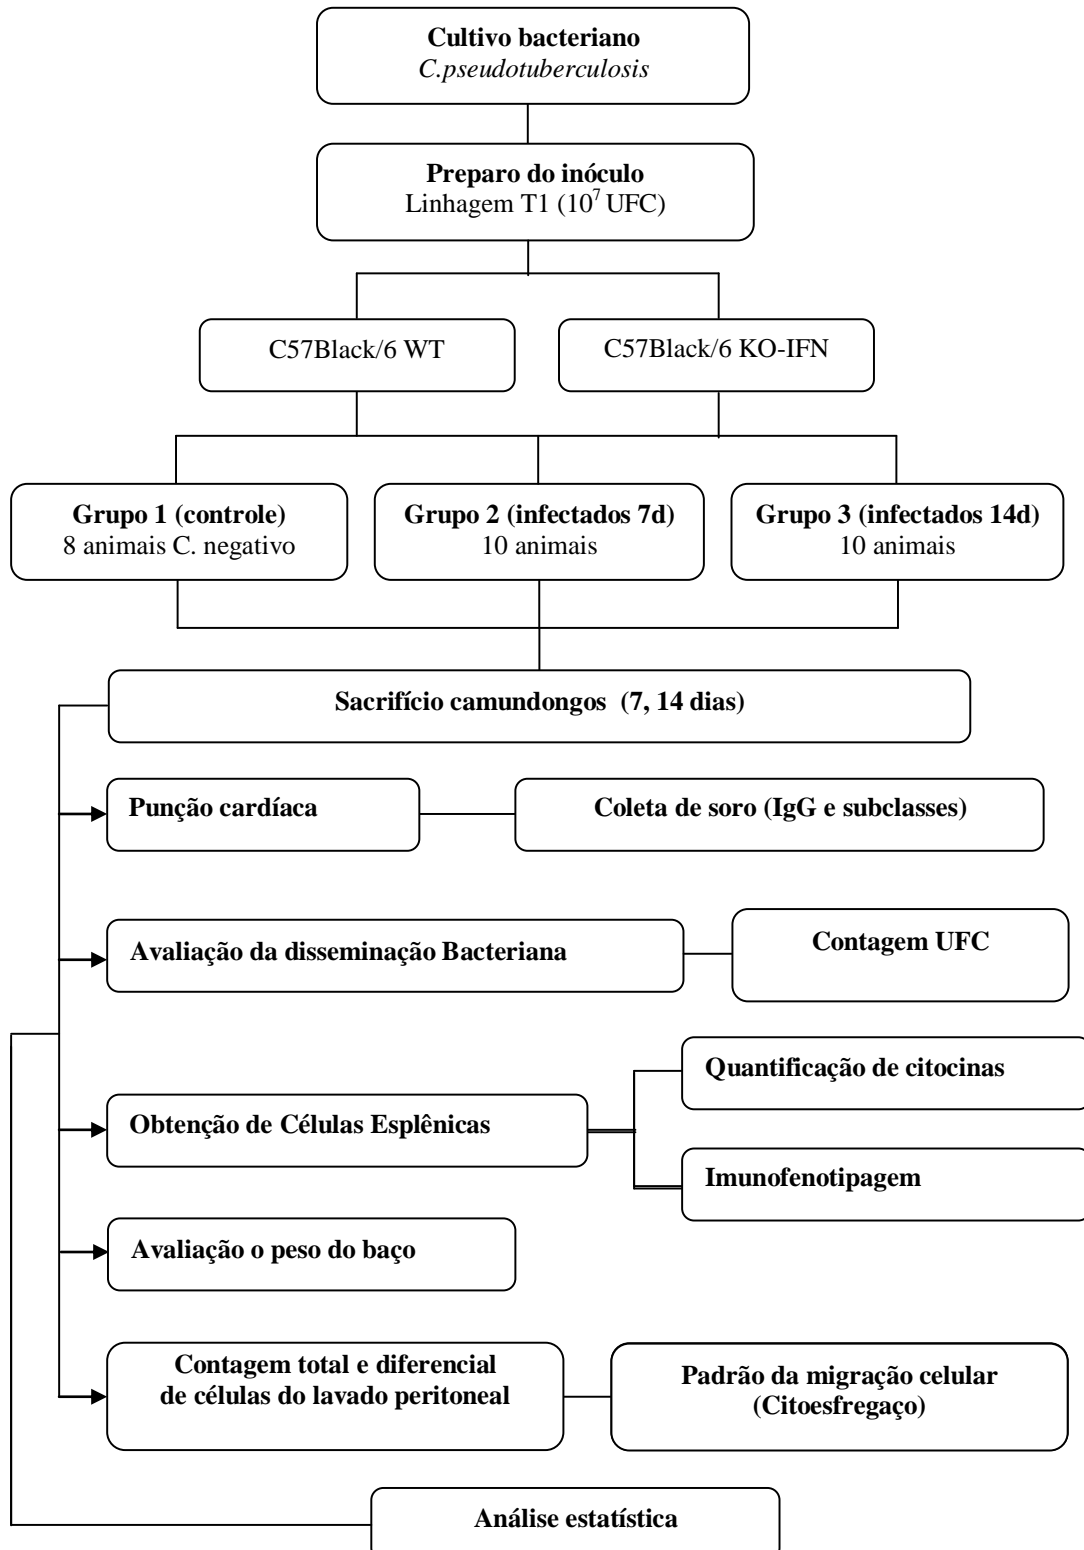 Cultivo bacteriano
C.pseudotuberculosis
Preparo do inóculo
Linhagem T1 (10⁷ UFC)
C57Black/6 WT
C57Black/6 KO-IFN
Grupo 1 (controle)
8 animais C. negativo
Grupo 2 (infectados 7d)
10 animais
Grupo 3 (infectados 14d)
10 animais
Sacrifício camundongos (7, 14 dias)
Punção cardíaca
Coleta de soro (IgG e subclasses)
Avaliação da disseminação Bacteriana
Contagem UFC
Obtenção de Células Esplênicas
Quantificação de citocinas
Imunofenotipagem
Avaliação o peso do baço
Contagem total e diferencial
de células do lavado peritoneal
Padrão da migração celular
(Citoesfregaço)
Análise estatística